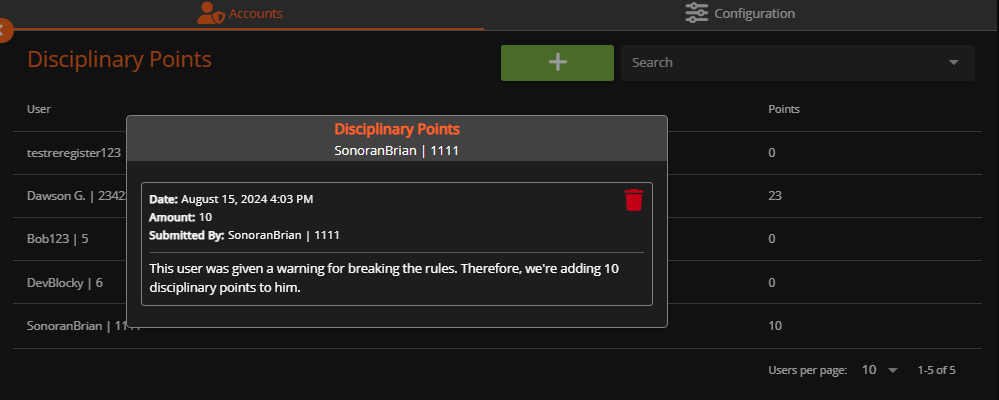 Accounts
Configuration
Disciplinary Points
Search
User
Points
Disciplinary Points
SonoranBrian | 1111
testreregister123
0
Dawson G. | 2342
23
Date: August 15, 2024 4:03 PM
Amount: 10
Submitted By: SonoranBrian | 1111
Bob123 | 5
0
This user was given a warning for breaking the rules. Therefore, we're adding 10
disciplinary points to him.
DevBlocky | 6
0
SonoranBrian | 1111
10
Users per page: 10 1-5 of 5